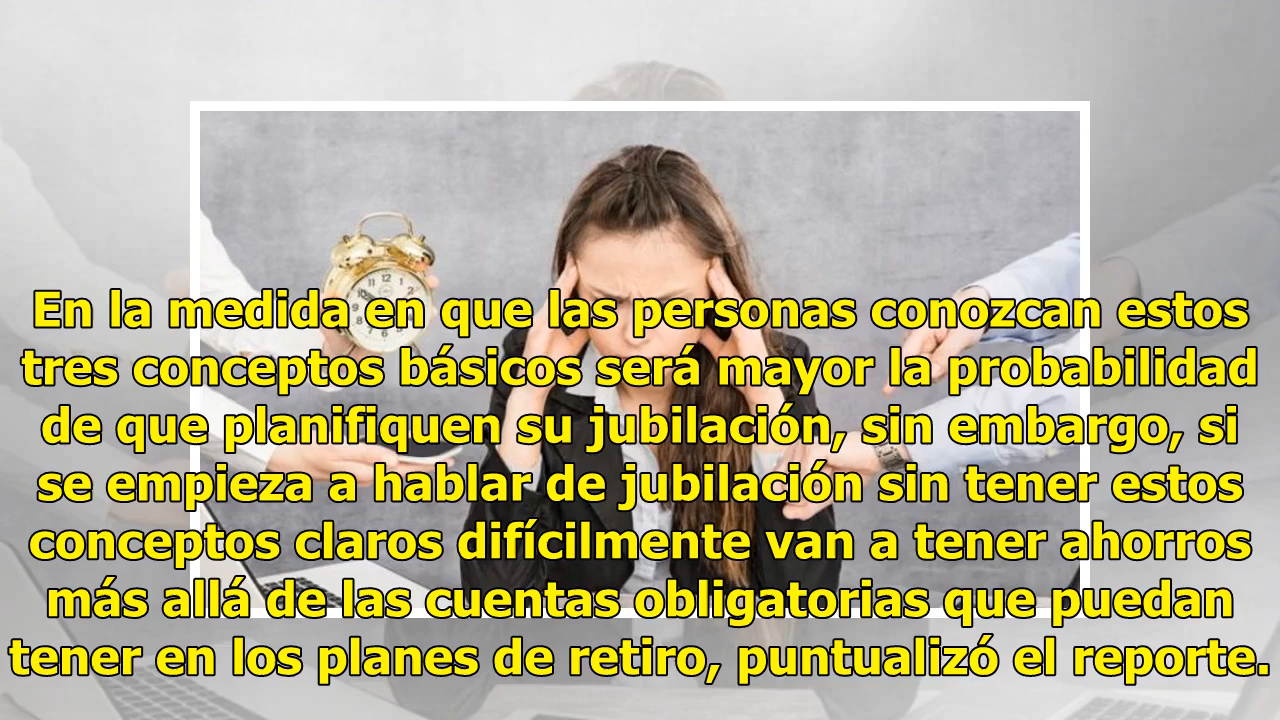 En la medida en que las personas conozcan estos
tres conceptos básicos será mayor la probabilidad
de que planifiquen su jubilación, sin embargo, si
se empieza a hablar de jubilación sin tener estos
conceptos claros difícilmente van a tener ahorros
más allá de las cuentas obligatorias que puedan
tener en los planes de retiro, puntualizó el reporte.